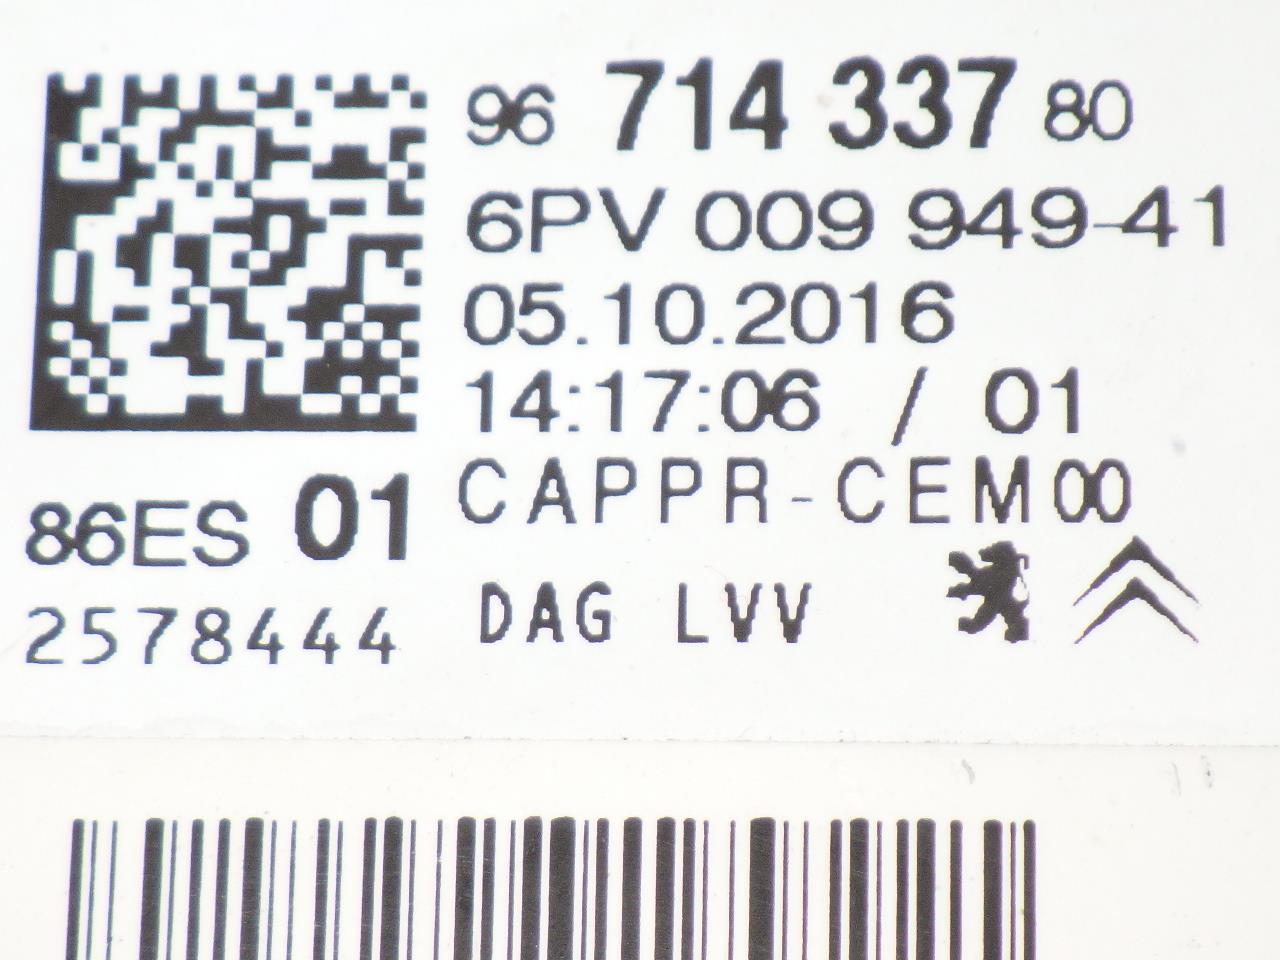 96 714 337 80
6PV 009 949-41
05.10.2016
14:17:06 / 01
CAPPR-CEM00
86ES 01
DAG LVV
2578444